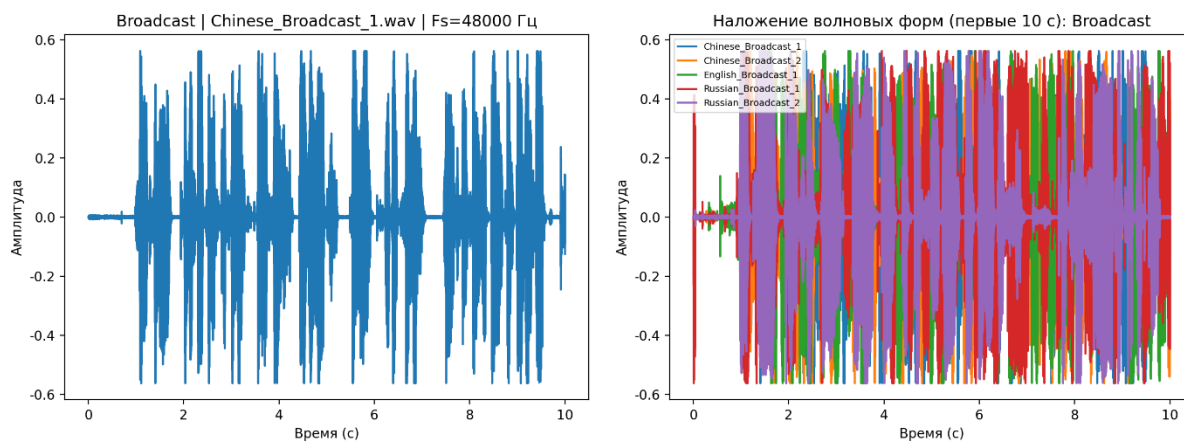 Broadcast | Chinese_Broadcast_1.wav | Fs=48000 Гц
0.6
0.4
0.2
0.0
-0.2
-0.4
-0.6
Амплитуда
0 2 4 6 8 10
Время (с)
Наложение волновых форм (первые 10 с): Broadcast
Chinese_Broadcast_1
Chinese_Broadcast_2
English_Broadcast_1
Russian_Broadcast_1
Russian_Broadcast_2
0.6
0.4
0.2
0.0
-0.2
-0.4
-0.6
Амплитуда
0 2 4 6 8 10
Время (с)